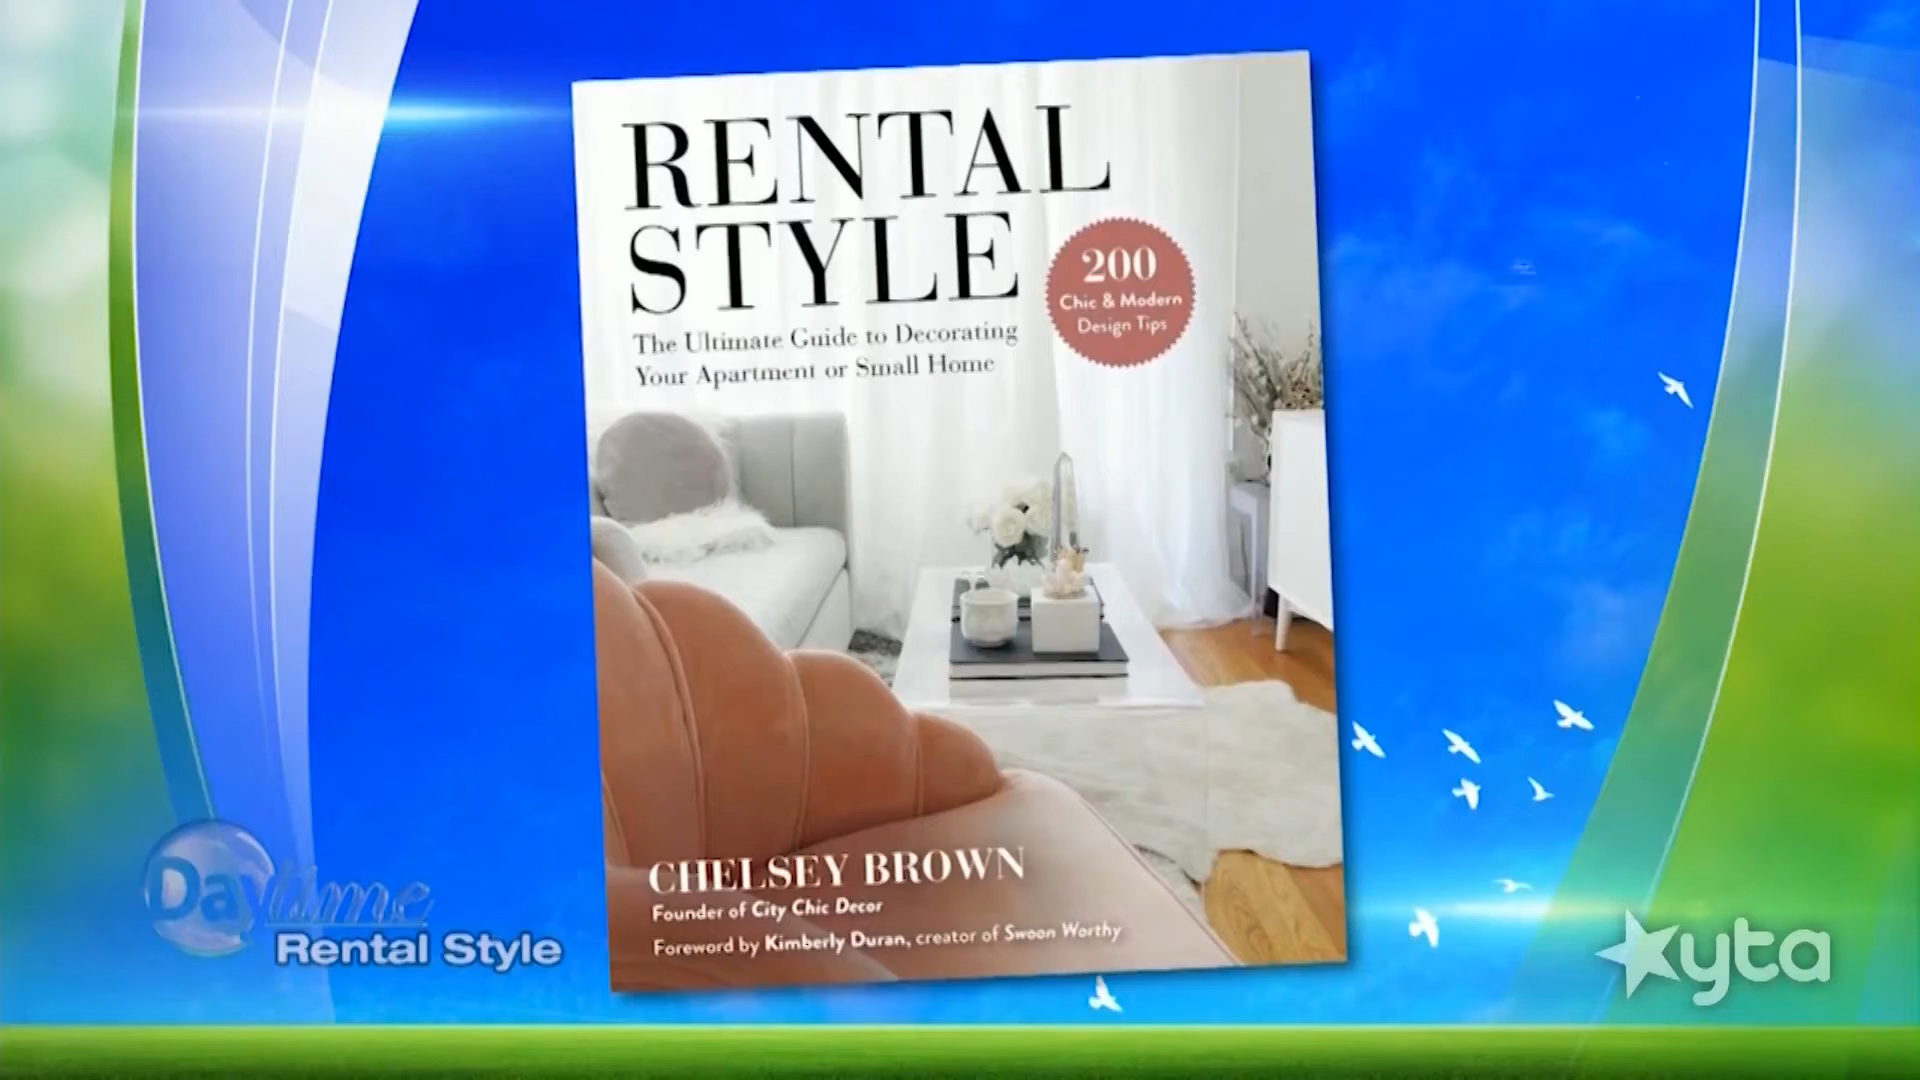 RENTAL
STYLE
200
Chic & Modern
Design Tips
The Ultimate Guide to Decorating
Your Apartment or Small Home
CHELSEY BROWN
Founder of City Chic Decor
Foreword by Kimberly Duran, creator of Swoon Worthy
Daytime
Rental Style
yta